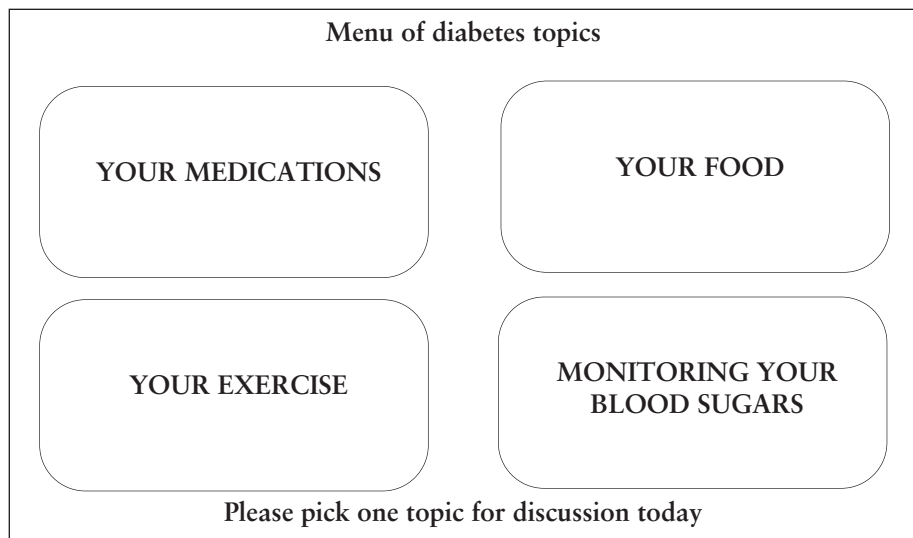 Menu of diabetes topics
YOUR MEDICATIONS
YOUR FOOD
YOUR EXERCISE
MONITORING YOUR
BLOOD SUGARS
Please pick one topic for discussion today